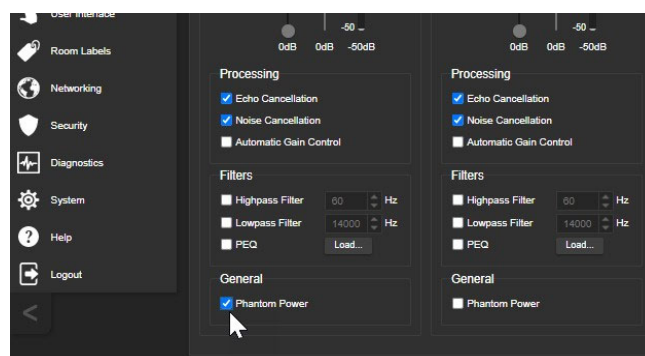 User Interface
Room Labels
Networking
Security
Diagnostics
System
Help
Logout
<
-50
0dB 0dB -50dB
Processing
Echo Cancellation
Noise Cancellation
Automatic Gain Control
Filters
Highpass Filter 60 Hz
Lowpass Filter 14000 Hz
PEQ Load...
General
Phantom Power
-50
0dB 0dB -50dB
Processing
Echo Cancellation
Noise Cancellation
Automatic Gain Control
Filters
Highpass Filter 60 Hz
Lowpass Filter 14000 Hz
PEQ Load...
General
Phantom Power